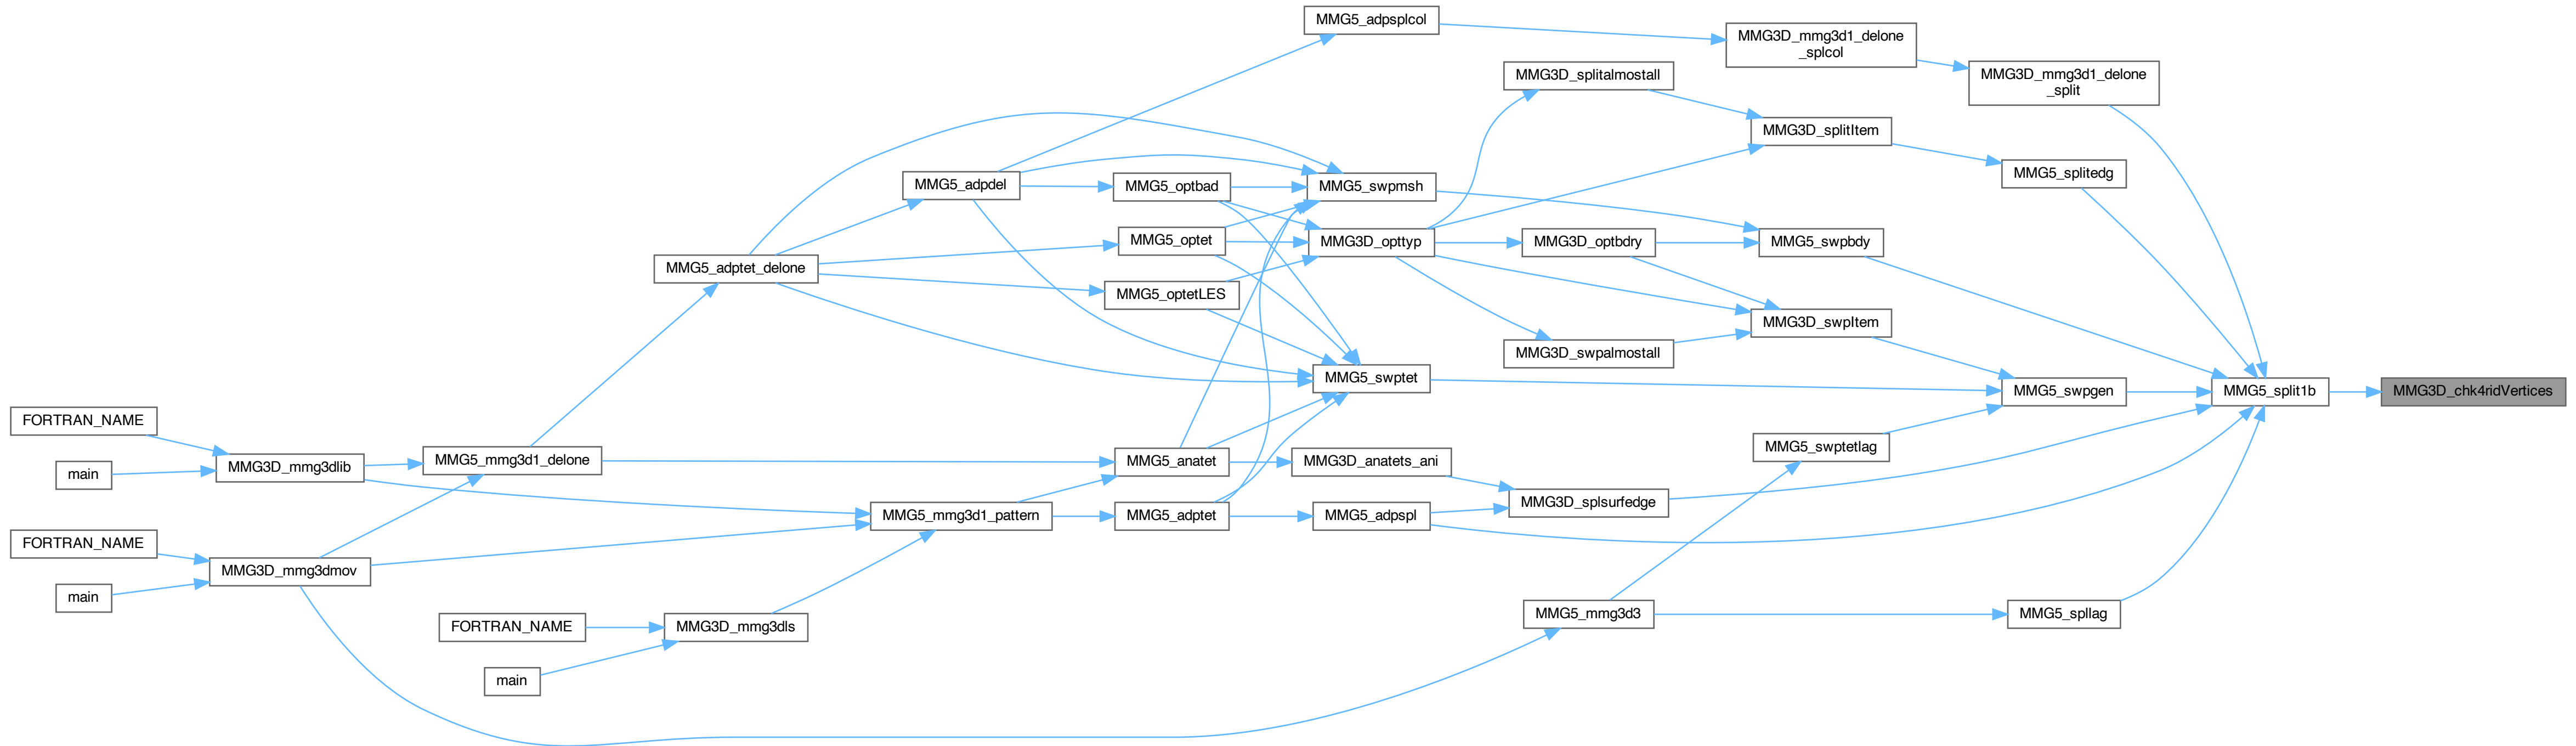 MMG5_adpsplcol
MMG3D_mmg3d1_delone
_splcol
MMG3D_splitalmostall
MMG3D_mmg3d1_delone
_split
MMG3D_splitItem
MMG5_splitedg
MMG5_adpdel
MMG5_optbad
MMG5_swpmsh
MMG5_optet
MMG3D_opttyp
MMG3D_optbdry
MMG5_swpbdy
MMG5_adptet_delone
MMG5_optetLES
MMG3D_swpItem
MMG3D_swpalmostall
MMG5_swptet
MMG5_swpgen
MMG5_split1b
MMG3D_chk4ridVertices
FORTRAN_NAME
MMG5_swptetlag
MMG3D_mmg3dlib
main
MMG5_mmg3d1_delone
MMG5_anatet
MMG3D_anatets_ani
MMG3D_splsurfedge
MMG5_mmg3d1_pattern
MMG5_adptet
MMG5_adpspl
FORTRAN_NAME
MMG3D_mmg3dmov
main
FORTRAN_NAME
MMG3D_mmg3dls
MMG5_mmg3d3
MMG5_spllag
main